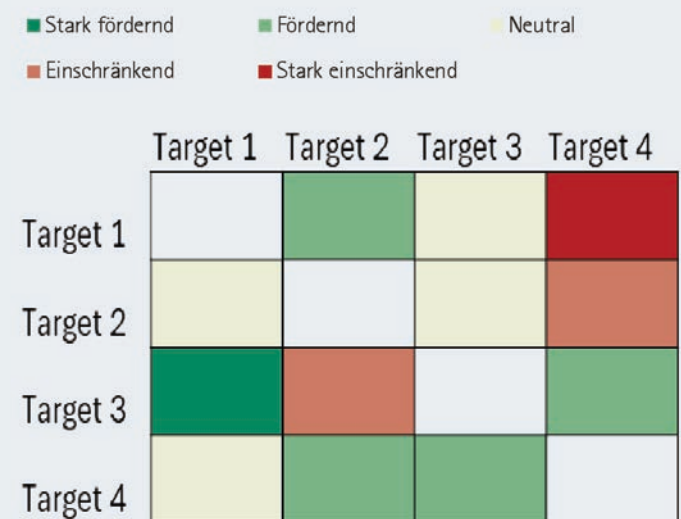 Stark fördernd Fördernd Neutral
Einschränkend Stark einschränkend
Target 1 Target 2 Target 3 Target 4
Target 1
Target 2
Target 3
Target 4